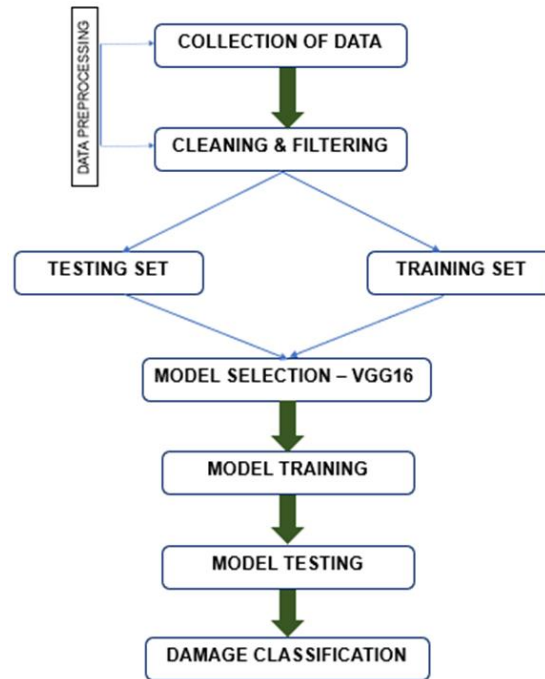 COLLECTION OF DATA
DATA PREPROCESSING
CLEANING & FILTERING
TESTING SET
TRAINING SET
MODEL SELECTION – VGG16
MODEL TRAINING
MODEL TESTING
DAMAGE CLASSIFICATION